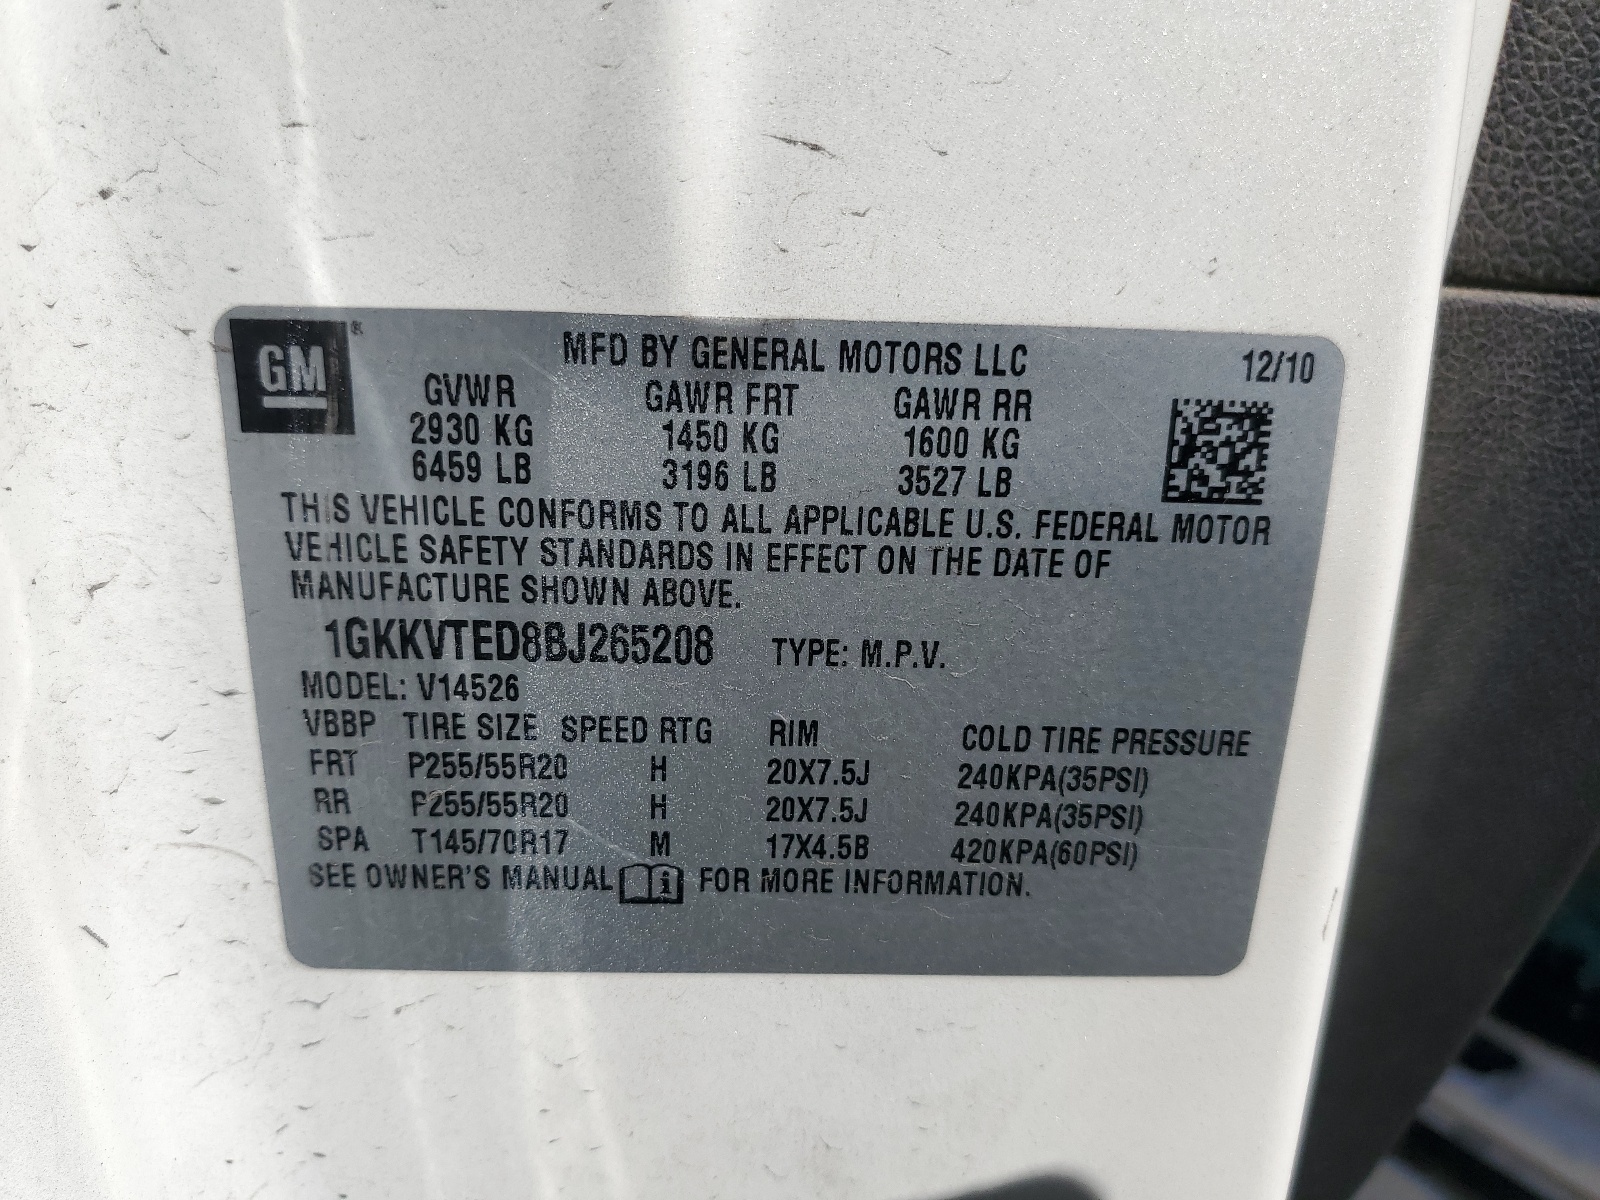 GM®
MFD BY GENERAL MOTORS LLC 12/10
GVWR GAWR FRT GAWR RR
2930 KG 1450 KG 1600 KG
6459 LB 3196 LB 3527 LB
THIS VEHICLE CONFORMS TO ALL APPLICABLE U.S. FEDERAL MOTOR
VEHICLE SAFETY STANDARDS IN EFFECT ON THE DATE OF
MANUFACTURE SHOWN ABOVE.
1GKKVTED8BJ265208 TYPE: M.P.V.
MODEL: V14526
VBBP TIRE SIZE SPEED RTG RIM COLD TIRE PRESSURE
FRT P255/55R20 H 20X7.5J 240KPA(35PSI)
RR P255/55R20 H 20X7.5J 240KPA(35PSI)
SPA T145/70R17 M 17X4.5B 420KPA(60PSI)
SEE OWNER'S MANUAL i FOR MORE INFORMATION.